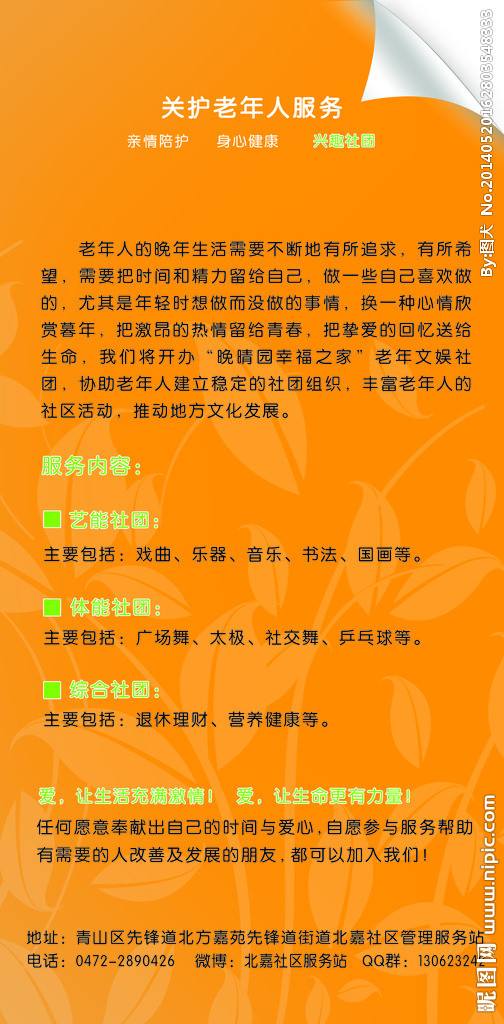 关护老年人服务
亲情陪护 身心健康 兴趣社团
老年人的晚年生活需要不断地有所追求，有所希
望，需要把时间和精力留给自己，做一些自己喜欢做
的，尤其是年轻时想做而没做的事情，换一种心情欣
赏暮年，把激昂的热情留给青春，把挚爱的回忆送给
生命，我们将开办“晚晴园幸福之家”老年文娱社
团，协助老年人建立稳定的社团组织，丰富老年人的
社区活动，推动地方文化发展。
服务内容：
艺能社团：
主要包括：戏曲、乐器、音乐、书法、国画等。
体能社团：
主要包括：广场舞、太极、社交舞、乒乓球等。
综合社团：
主要包括：退休理财、营养健康等。
爱，让生活充满激情！ 爱，让生命更有力量！
任何愿意奉献出自己的时间与爱心，自愿参与服务帮助
有需要的人改善及发展的朋友，都可以加入我们！
地址：青山区先锋道北方嘉苑先锋道街道北嘉社区管理服务站
电话：0472-2890426 微博：北嘉社区服务站 QQ群：130623242
By:图犬 No.20140520162803548333
昵图网 www.nipic.com